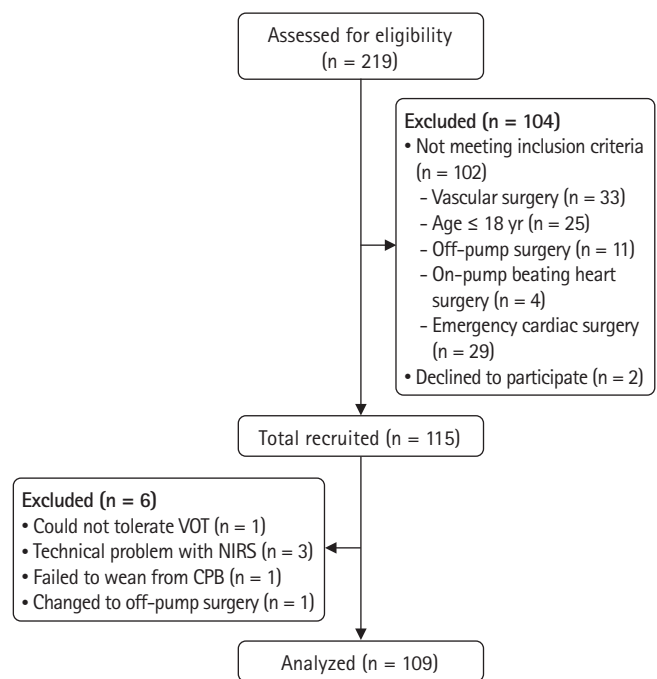 Assessed for eligibility
(n = 219)
Excluded (n = 104)
• Not meeting inclusion criteria
(n = 102)
– Vascular surgery (n = 33)
– Age ≤ 18 yr (n = 25)
– Off-pump surgery (n = 11)
– On-pump beating heart
surgery (n = 4)
– Emergency cardiac surgery
(n = 29)
• Declined to participate (n = 2)
Total recruited (n = 115)
Excluded (n = 6)
• Could not tolerate VOT (n = 1)
• Technical problem with NIRS (n = 3)
• Failed to wean from CPB (n = 1)
• Changed to off-pump surgery (n = 1)
Analyzed (n = 109)